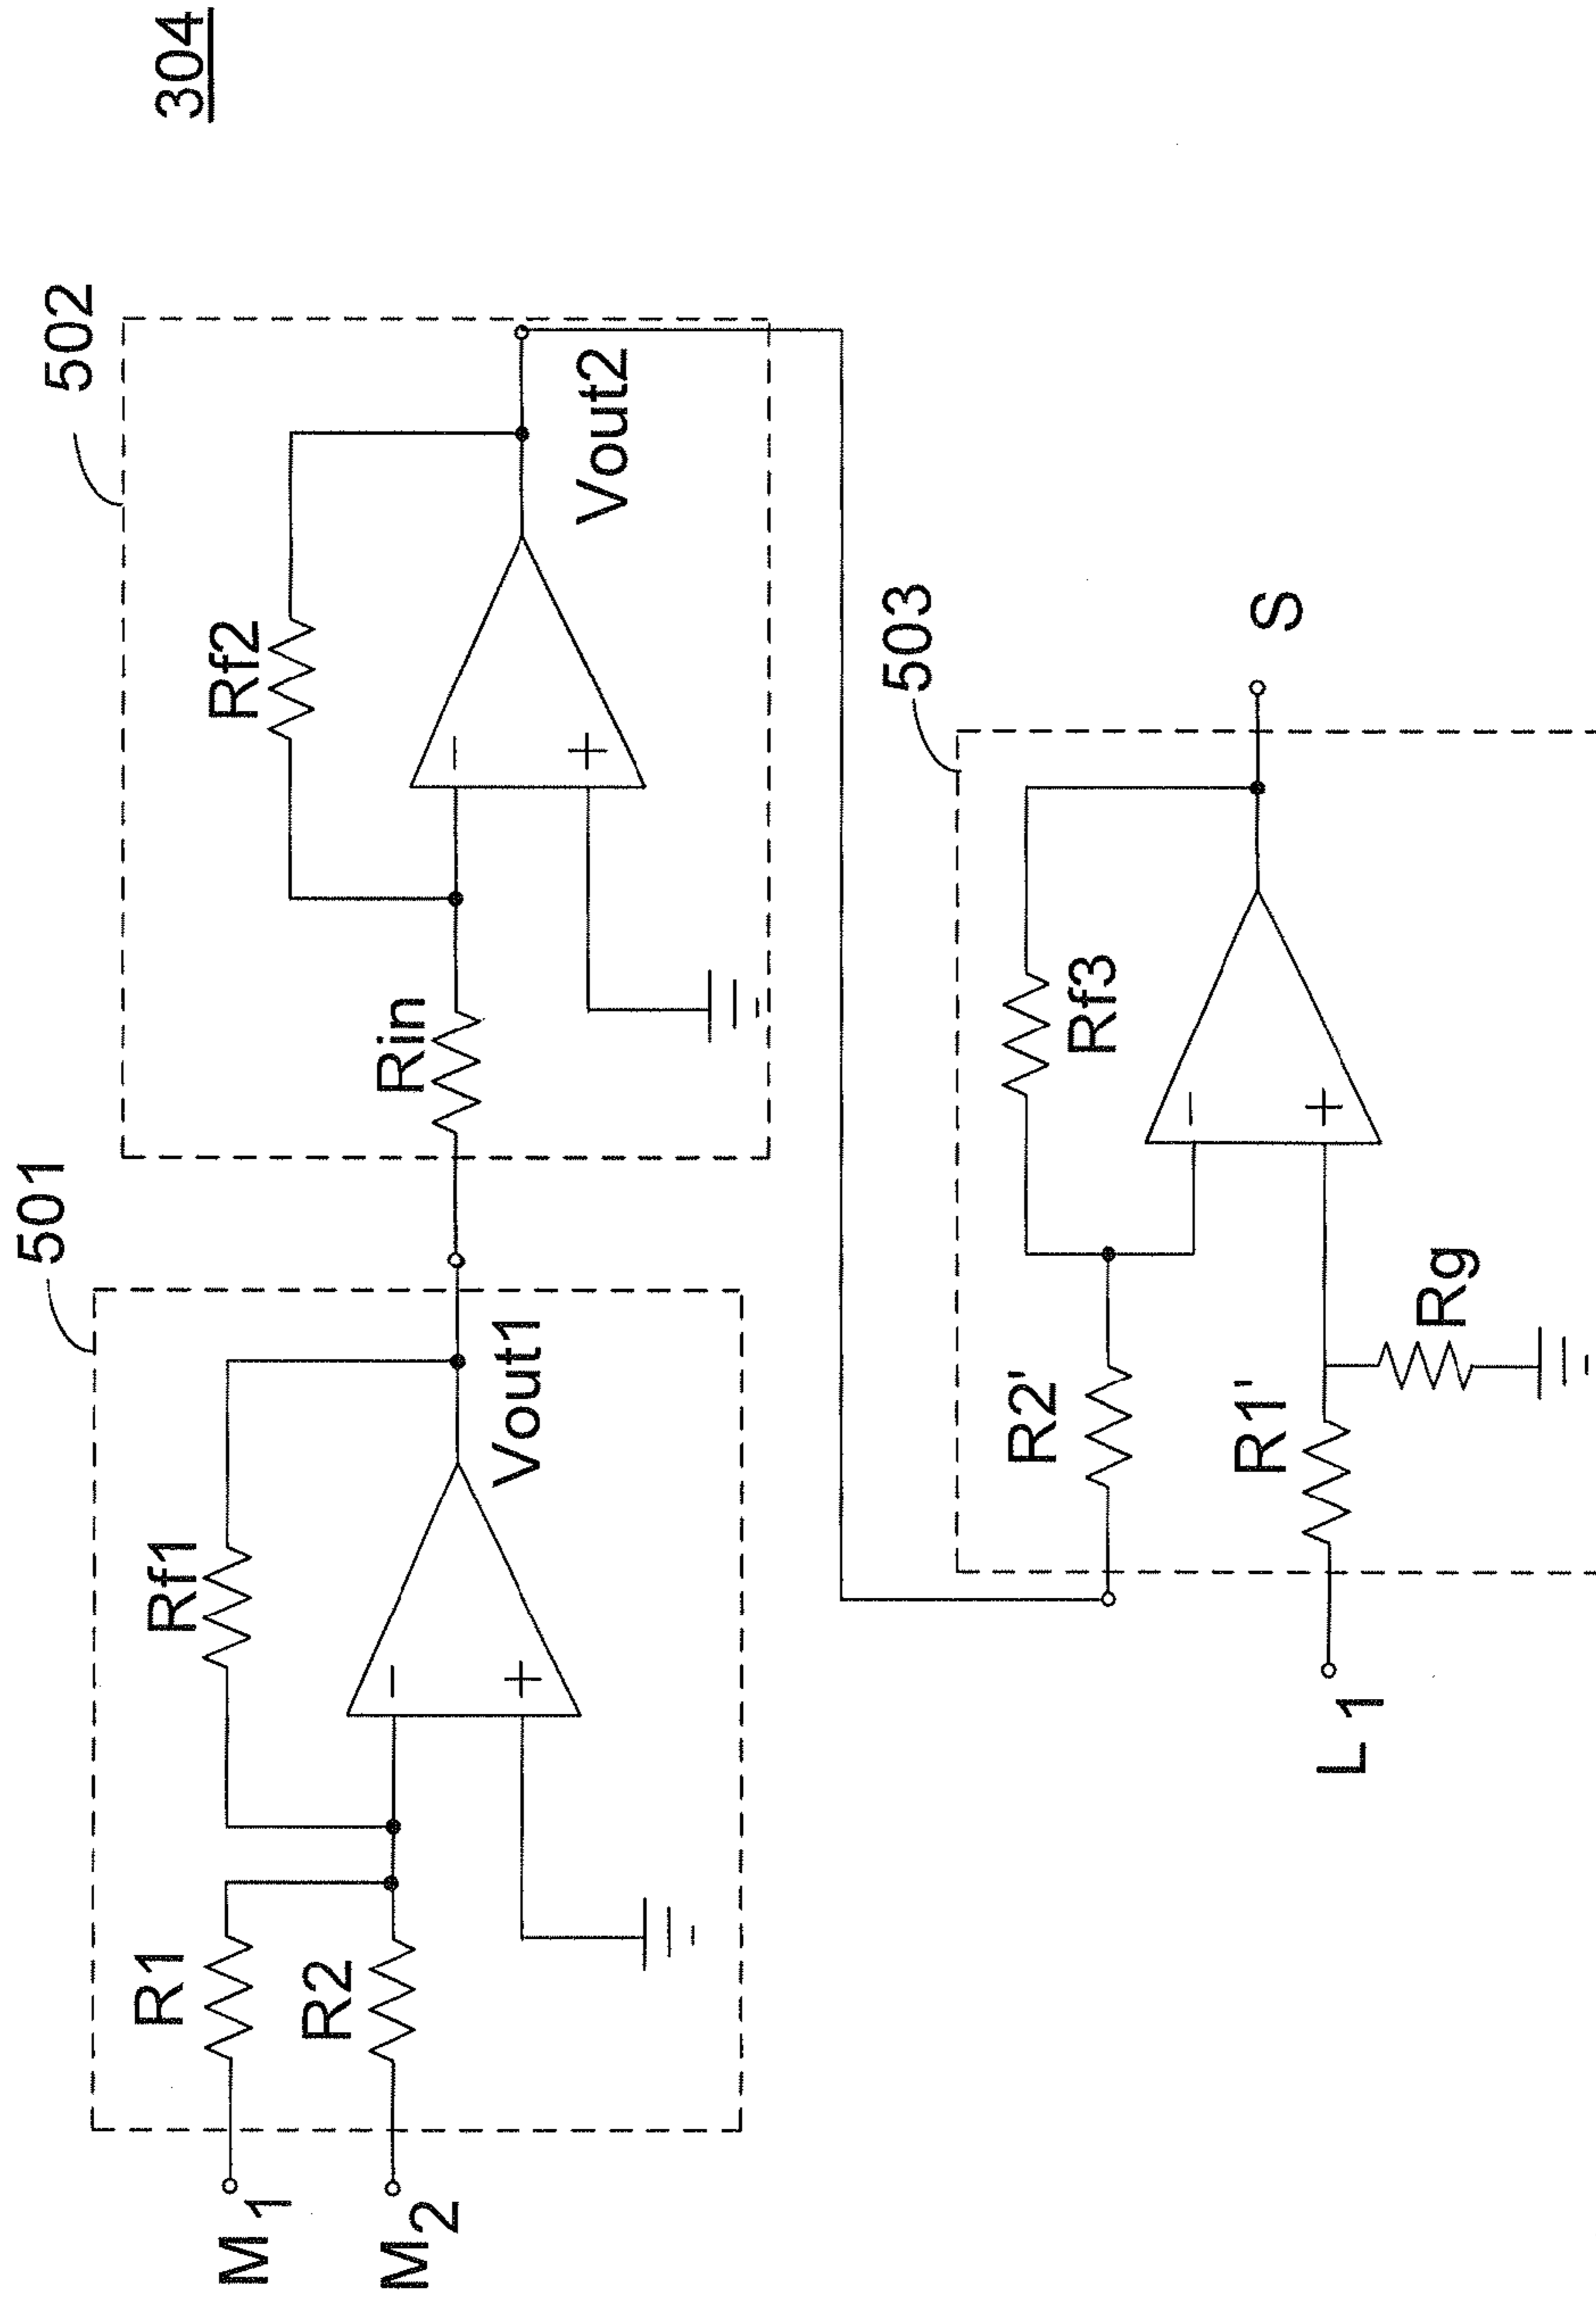 304
501
502
R1
Rf1
Rf2
M1
R2
Rin
M2
Vout1
Vout2
503
R2'
Rf3
R1'
S
L1
Rg